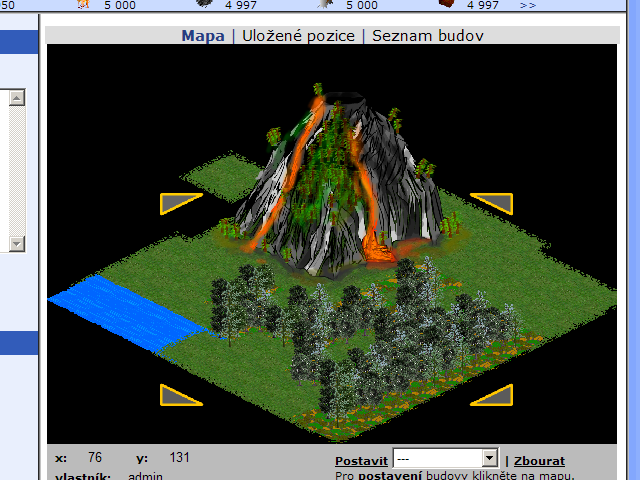 950 5 000 4 997 5 000 4 997 >>
Mapa | Uložené pozice | Seznam budov
x: 76 y: 131 Postavit --- | Zbourat
vlastník: admin Pro postavení budovy klikněte na mapu.